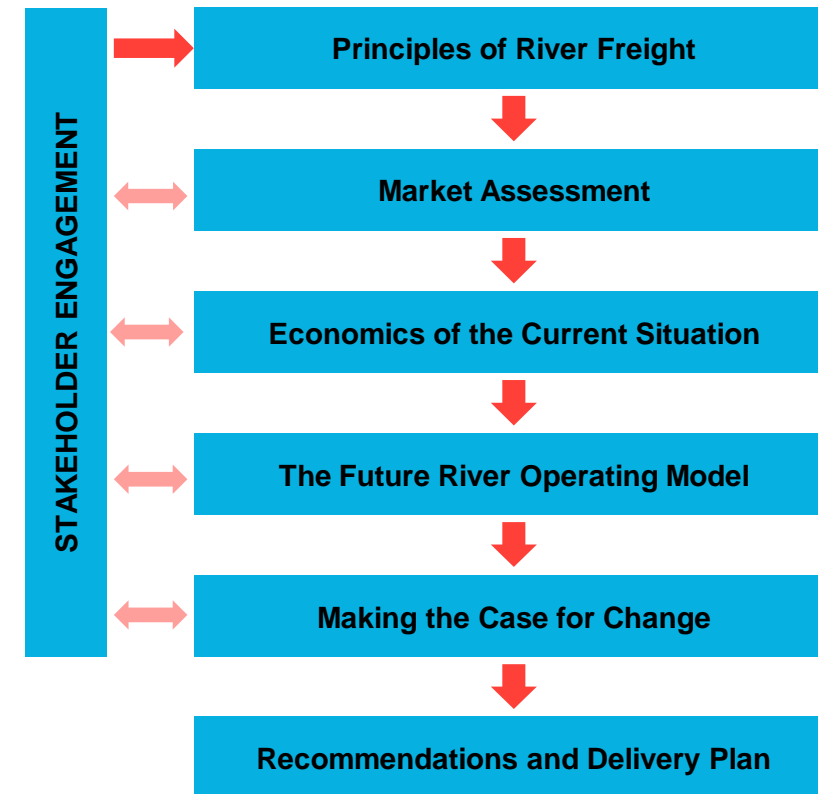 STAKEHOLDER ENGAGEMENT
Principles of River Freight
Market Assessment
Economics of the Current Situation
The Future River Operating Model
Making the Case for Change
Recommendations and Delivery Plan